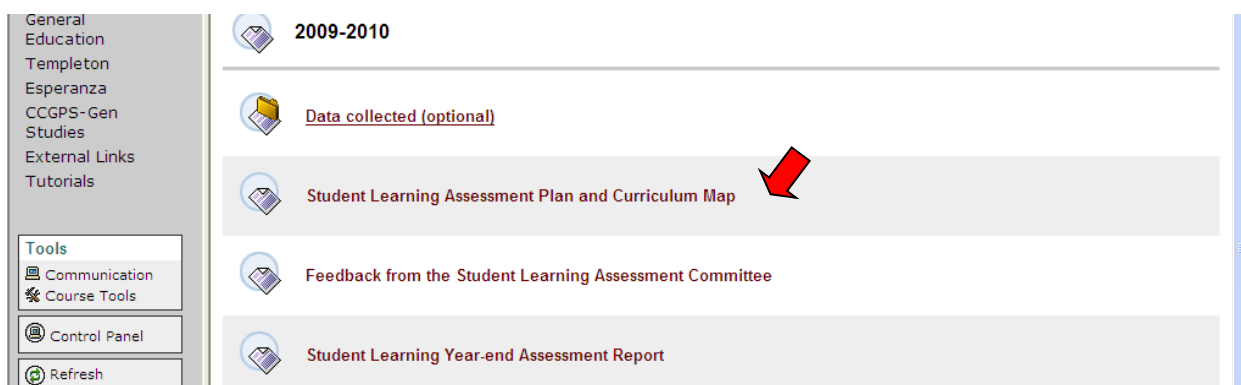 General
Education
Templeton
Esperanza
CCGPS-Gen
Studies
External Links
Tutorials
Tools
Communication
Course Tools
Control Panel
Refresh
2009-2010
Data collected (optional)
Student Learning Assessment Plan and Curriculum Map
Feedback from the Student Learning Assessment Committee
Student Learning Year-end Assessment Report